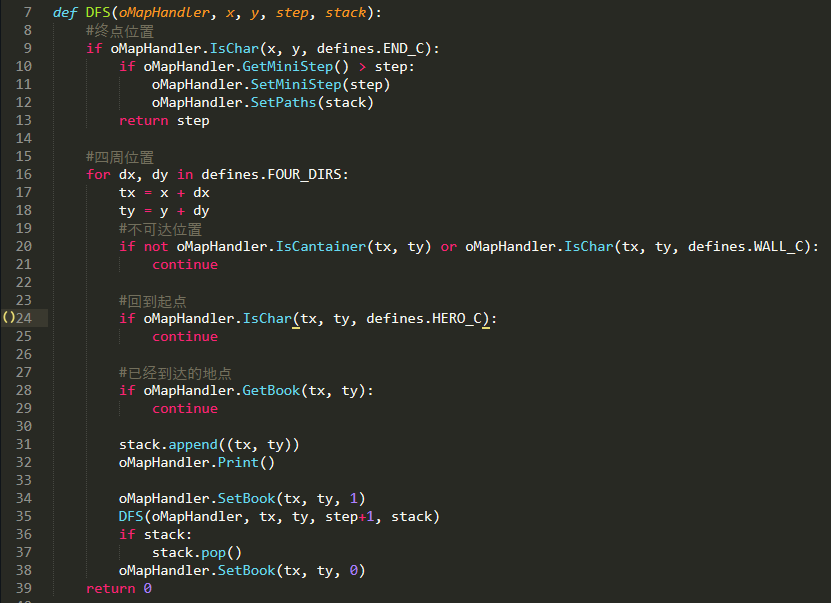 7 def DFS(oMapHandler, x, y, step, stack):
8 #终点位置
9 if oMapHandler.IsChar(x, y, defines.END_C):
10 if oMapHandler.GetMiniStep() > step:
11 oMapHandler.SetMiniStep(step)
12 oMapHandler.SetPaths(stack)
13 return step
14
15 #四周位置
16 for dx, dy in defines.FOUR_DIRS:
17 tx = x + dx
18 ty = y + dy
19 #不可达位置
20 if not oMapHandler.IsCantainer(tx, ty) or oMapHandler.IsChar(tx, ty, defines.WALL_C):
21 continue
22
23 #回到起点
()24 if oMapHandler.IsChar(tx, ty, defines.HERO_C):
25 continue
26
27 #已经到达的地点
28 if oMapHandler.GetBook(tx, ty):
29 continue
30
31 stack.append((tx, ty))
32 oMapHandler.Print()
33
34 oMapHandler.SetBook(tx, ty, 1)
35 DFS(oMapHandler, tx, ty, step+1, stack)
36 if stack:
37 stack.pop()
38 oMapHandler.SetBook(tx, ty, 0)
39 return 0